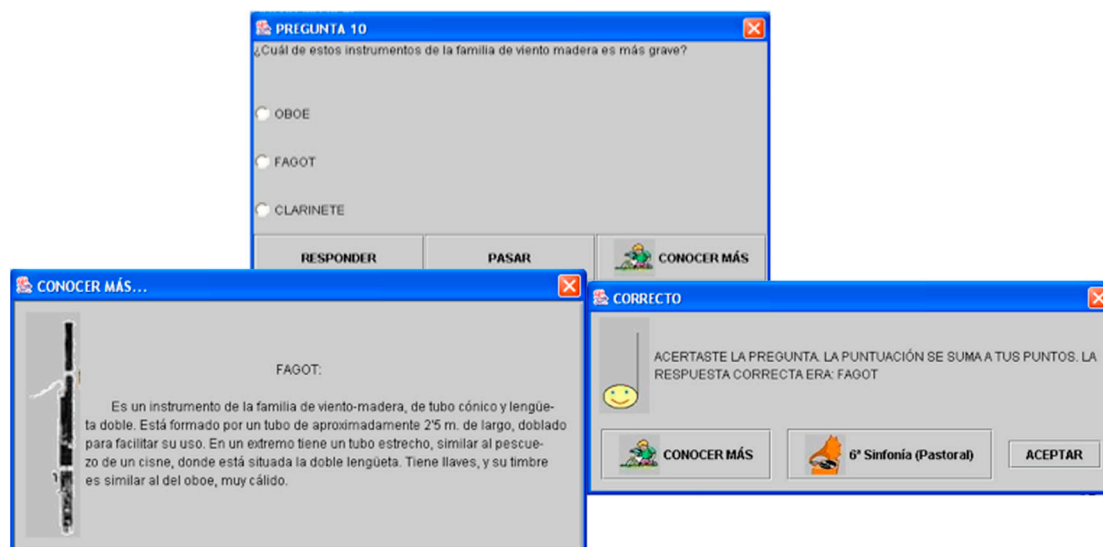 PREGUNTA 10
¿Cuál de estos instrumentos de la familia de viento madera es más grave?
OBOE
FAGOT
CLARINETE
RESPONDER
PASAR
CONOCER MÁS
CONOCER MÁS...
FAGOT:
Es un instrumento de la familia de viento-madera, de tubo cónico y lengüe-
ta doble. Está formado por un tubo de aproximadamente 2'5 m. de largo, doblado
para facilitar su uso. En un extremo tiene un tubo estrecho, similar al pescue-
zo de un cisne, donde está situada la doble lengüeta. Tiene llaves, y su timbre
es similar al del oboe, muy cálido.
CORRECTO
ACERTASTE LA PREGUNTA. LA PUNTUACIÓN SE SUMA A TUS PUNTOS. LA
RESPUESTA CORRECTA ERA: FAGOT
CONOCER MÁS
6ª Sinfonía (Pastoral)
ACEPTAR